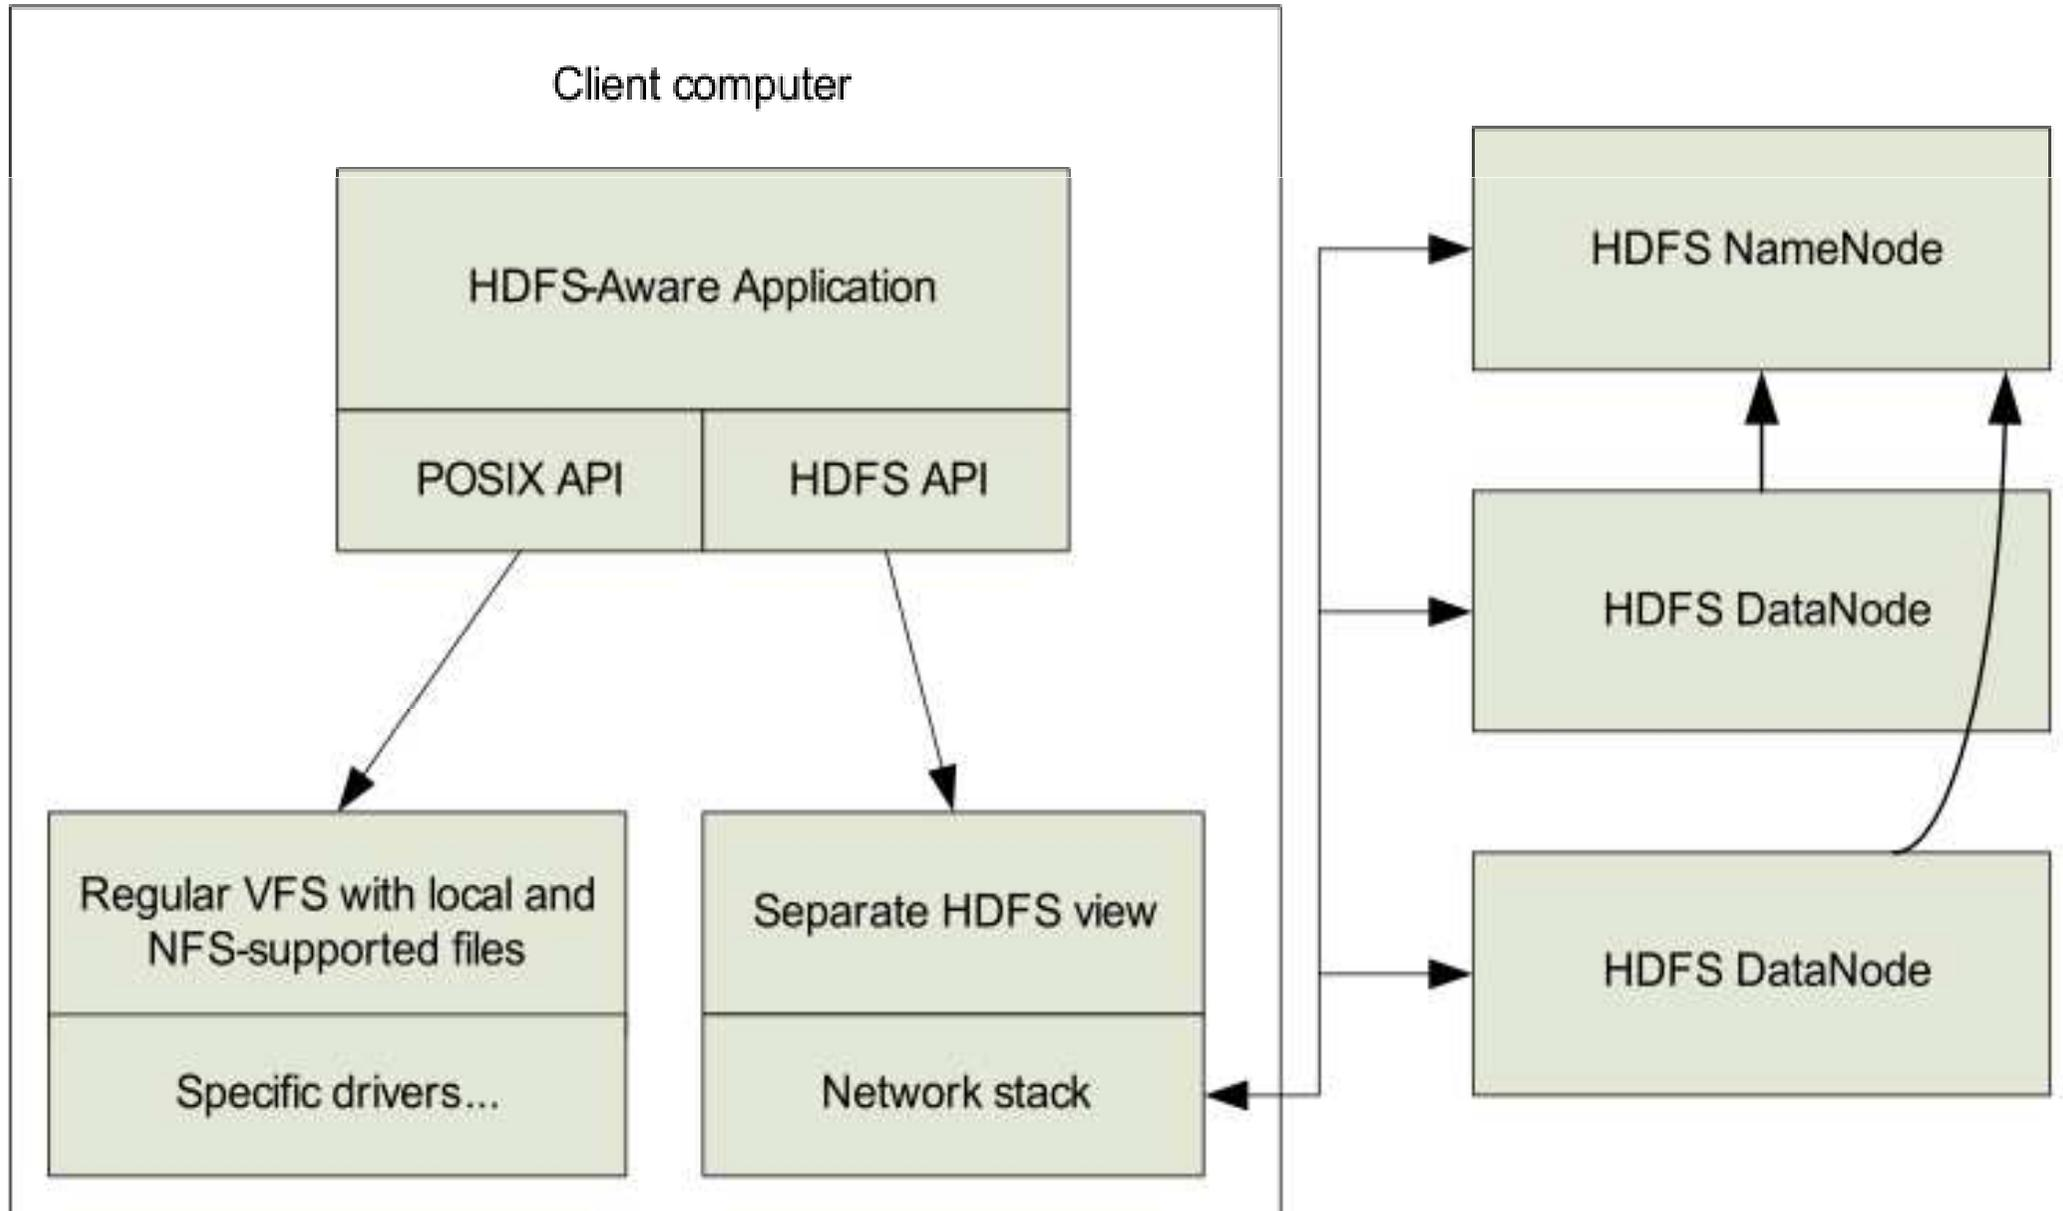 Client computer
HDFS-Aware Application
POSIX API
HDFS API
Regular VFS with local and
NFS-supported files
Specific drivers...
Separate HDFS view
Network stack
HDFS NameNode
HDFS DataNode
HDFS DataNode